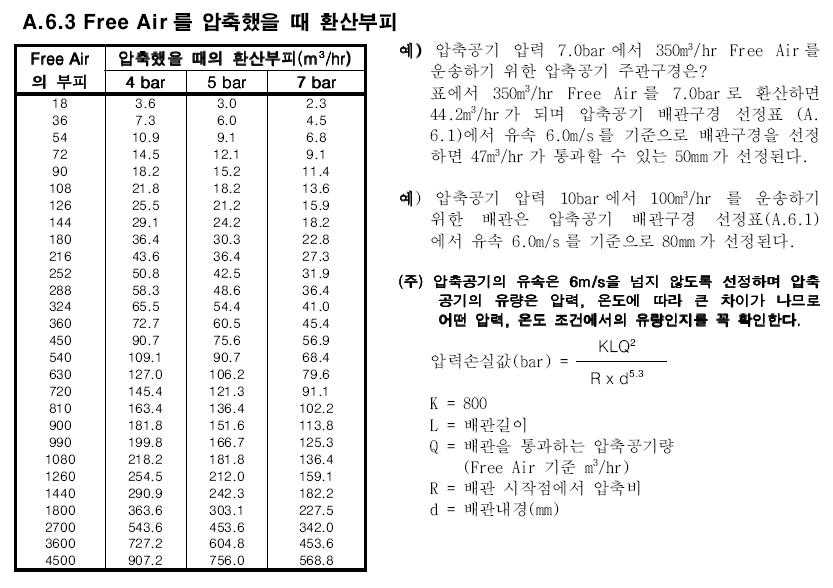 A.6.3 Free Air 를 압축했을 때 환산부피
Free Air 의 부피 압축했을 때의 환산부피(m³/hr)
4 bar 5 bar 7 bar
18 3.6 3.0 2.3
36 7.3 6.0 4.5
54 10.9 9.1 6.8
72 14.5 12.1 9.1
90 18.2 15.2 11.4
108 21.8 18.2 13.6
126 25.5 21.2 15.9
144 29.1 24.2 18.2
180 36.4 30.3 22.8
216 43.6 36.4 27.3
252 50.8 42.5 31.9
288 58.3 48.6 36.4
324 65.5 54.4 41.0
360 72.7 60.5 45.4
450 90.7 75.6 56.9
540 109.1 90.7 68.4
630 127.0 106.2 79.6
720 145.4 121.3 91.1
810 163.4 136.4 102.2
900 181.8 151.6 113.8
990 199.8 166.7 125.3
1080 218.2 181.8 136.4
1260 254.5 212.0 159.1
1440 290.9 242.3 182.2
1800 363.6 303.1 227.5
2700 543.6 453.6 342.0
3600 727.2 604.8 453.6
4500 907.2 756.0 568.8
예) 압축공기 압력 7.0bar 에서 350m³/hr Free Air 를
운송하기 위한 압축공기 주관구경은?
표에서 350m³/hr Free Air 를 7.0bar 로 환산하면
44.2m³/hr 가 되며 압축공기 배관구경 선정표 (A.
6.1)에서 유속 6.0m/s 를 기준으로 배관구경을 선정
하면 47m³/hr 가 통과할 수 있는 50mm 가 선정된다.
예) 압축공기 압력 10bar 에서 100m³/hr 를 운송하기
위한 배관은 압축공기 배관구경 선정표(A.6.1)
에서 유속 6.0m/s 를 기준으로 80mm 가 선정된다.
(주) 압축공기의 유속은 6m/s을 넘지 않도록 선정하며 압축
공기의 유량은 압력, 온도에 따라 큰 차이가 나므로
어떤 압력, 온도 조건에서의 유량인지를 꼭 확인한다.
압력손실값(bar) = KLQ² / R x d⁵·³
K = 800
L = 배관길이
Q = 배관을 통과하는 압축공기량
(Free Air 기준 m³/hr)
R = 배관 시작점에서 압축비
d = 배관내경(mm)